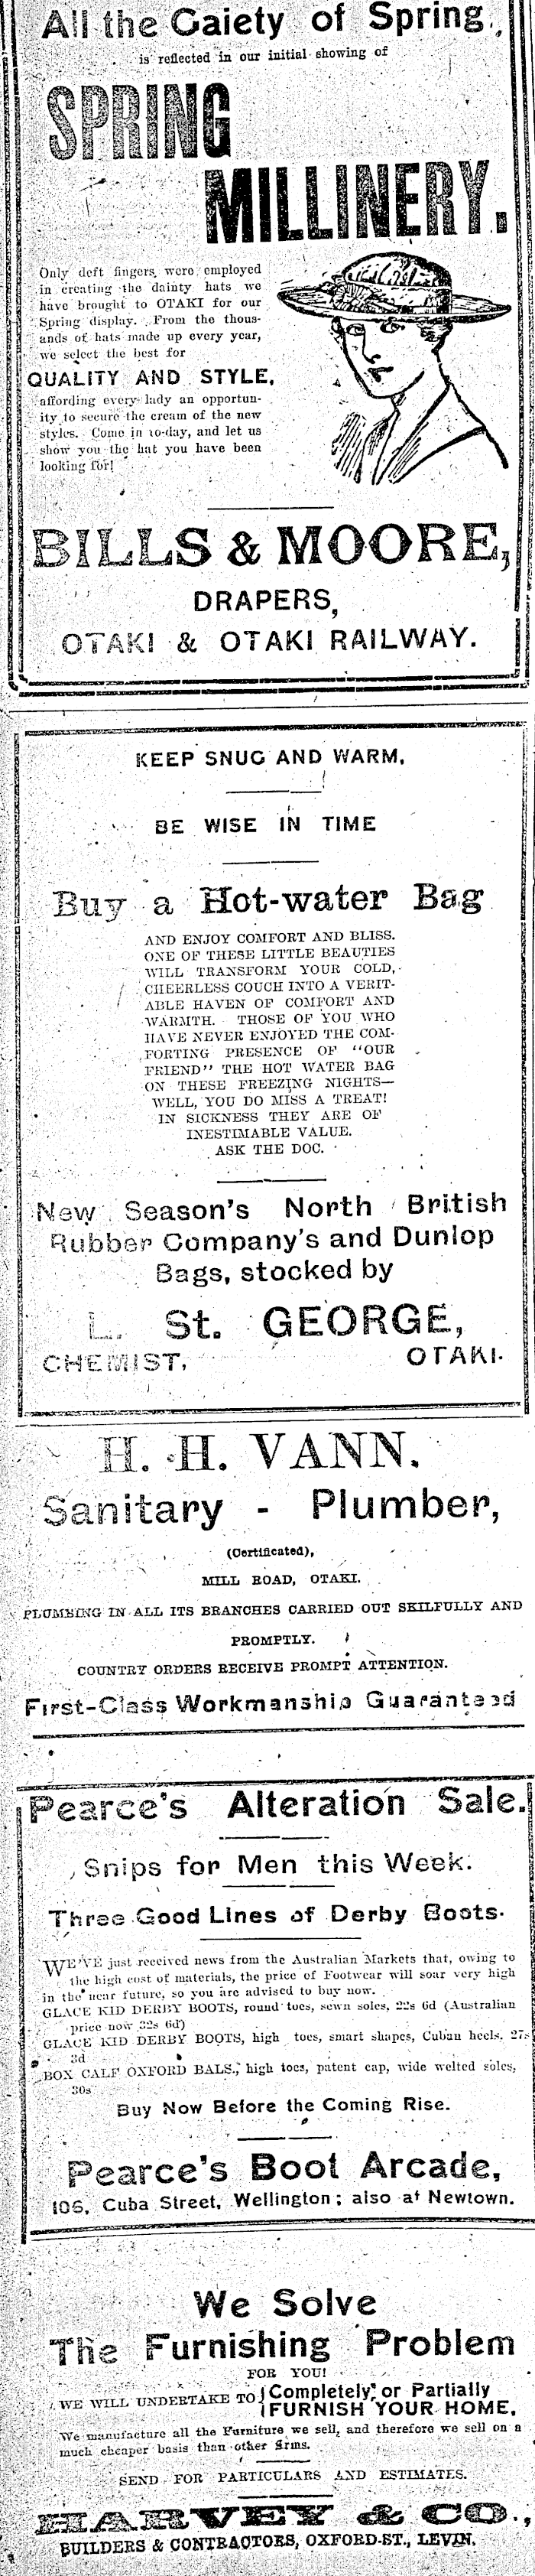 All the Gaiety of Spring,
is reflected in our initial showing of
SPRING
MILLINERY.
Only deft fingers were employed
in creating the dainty hats we
have brought to OTAKI for our
Spring display. From the thous-
ands of hats made up every year,
we select the best for
QUALITY AND STYLE,
affording every lady an opportun-
ity to secure the cream of the new
styles. Come in to-day, and let us
show you the hat you have been
looking for!
BILLS & MOORE,
DRAPERS,
OTAKI & OTAKI RAILWAY.
KEEP SNUG AND WARM,
BE WISE IN TIME
Buy a Hot-water Bag
AND ENJOY COMFORT AND BLISS.
ONE OF THESE LITTLE BEAUTIES
WILL TRANSFORM YOUR COLD,
CHEERLESS COUCH INTO A VERIT-
ABLE HAVEN OF COMFORT AND
WARMTH. THOSE OF YOU WHO
HAVE NEVER ENJOYED THE COM-
FORTING PRESENCE OF "OUR
FRIEND" THE HOT WATER BAG
ON THESE FREEZING NIGHTS—
WELL, YOU DO MISS A TREAT!
IN SICKNESS THEY ARE OF
INESTIMABLE VALUE.
ASK THE DOC.
New Season's North British
Rubber Company's and Dunlop
Bags, stocked by
L. St. GEORGE,
CHEMIST, OTAKI.
H. H. VANN.
Sanitary - Plumber,
(Certificated),
MILL ROAD, OTAKI.
PLUMBING IN ALL ITS BRANCHES CARRIED OUT SKILFULLY AND
PROMPTLY.
COUNTRY ORDERS RECEIVE PROMPT ATTENTION.
First-Class Workmanship Guaranteed
Pearce's Alteration Sale.
Snips for Men this Week.
Three Good Lines of Derby Boots.
WE'VE just received news from the Australian Markets that, owing to
the high cost of materials, the price of Footwear will soar very high
in the near future, so you are advised to buy now.
GLACE KID DERBY BOOTS, round toes, sewn soles, 22s 6d (Australian
price now 32s 6d)
GLACE KID DERBY BOOTS, high toes, smart shapes, Cuban heels, 27s
3d
BOX CALF OXFORD BALS., high toes, patent cap, wide welted soles,
30s
Buy Now Before the Coming Rise.
Pearce's Boot Arcade,
106, Cuba Street, Wellington; also at Newtown.
We Solve
The Furnishing Problem
FOR YOU!
WE WILL UNDERTAKE TO { Completely or Partially
FURNISH YOUR HOME.
We manufacture all the Furniture we sell, and therefore we sell on a
much cheaper basis than other firms.
SEND FOR PARTICULARS AND ESTIMATES.
HARVEY & CO.,
BUILDERS & CONTRACTORS, OXFORD-ST., LEVIN.